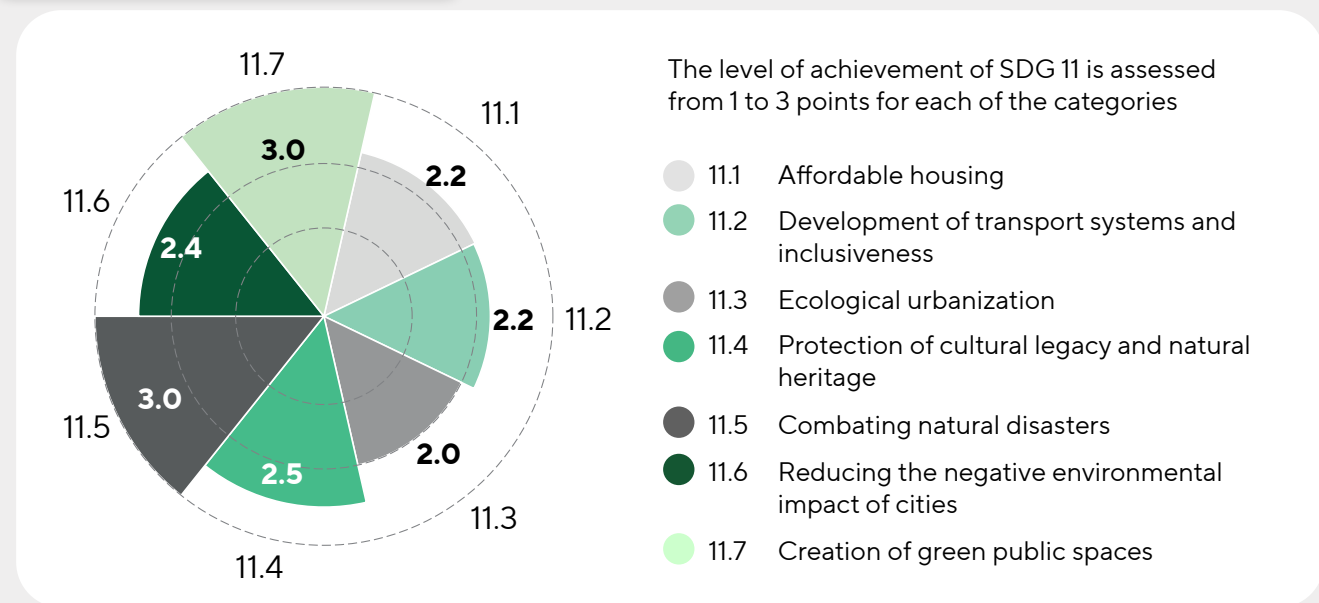 The level of achievement of SDG 11 is assessed
from 1 to 3 points for each of the categories
11.7
11.1
3.0
2.2
11.6
2.4
2.2
11.2
3.0
11.5
2.5
2.0
11.3
11.4
11.1 Affordable housing
11.2 Development of transport systems and
inclusiveness
11.3 Ecological urbanization
11.4 Protection of cultural legacy and natural
heritage
11.5 Combating natural disasters
11.6 Reducing the negative environmental
impact of cities
11.7 Creation of green public spaces